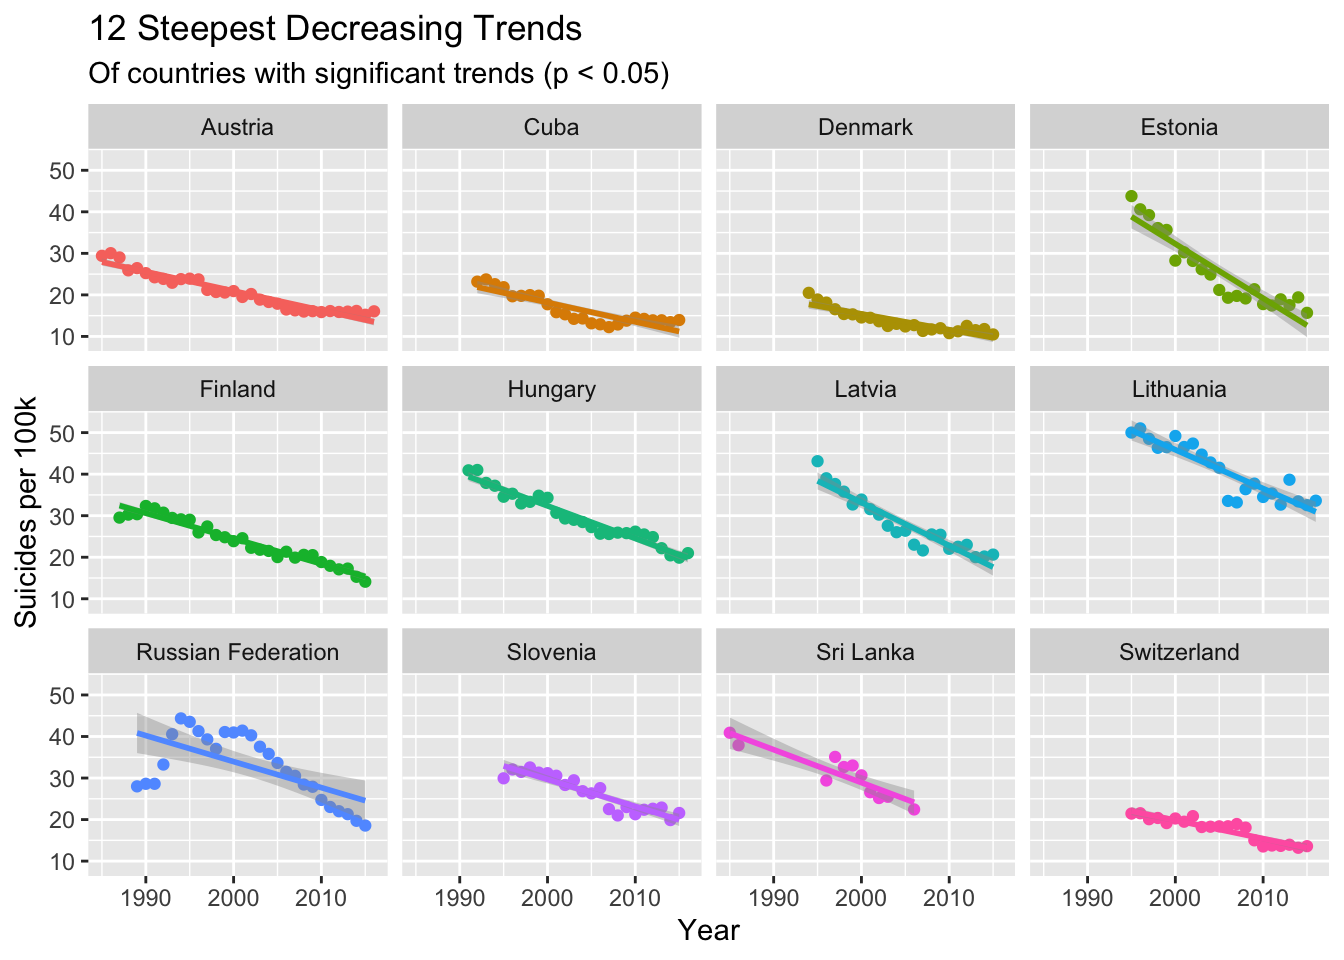 12 Steepest Decreasing Trends
Of countries with significant trends (p < 0.05)
Austria
Cuba
Denmark
Estonia
50
40
30
20
10
Finland
Hungary
Latvia
Lithuania
50
40
30
20
10
Russian Federation
Slovenia
Sri Lanka
Switzerland
50
40
30
20
10
1990 2000 2010
1990 2000 2010
1990 2000 2010
1990 2000 2010
Suicides per 100k
Year